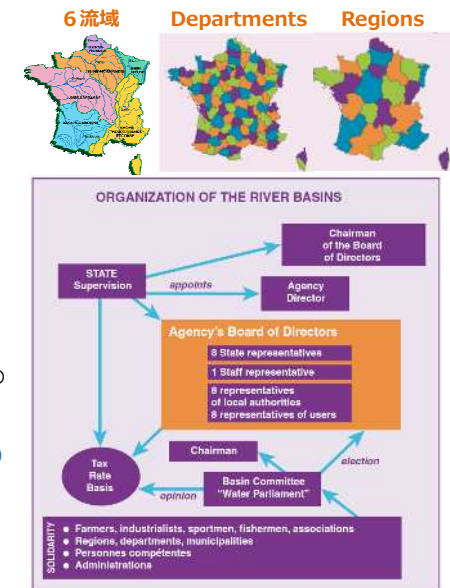 6 流域
Departments
Regions
ORGANIZATION OF THE RIVER BASINS
Chairman
of the Board
of Directors
STATE
Supervision
appoints
Agency
Director
Agency's Board of Directors
8 State representatives
1 Staff representative
8 representatives
of local authorities
8 representatives of users
の
Chairman
election
Tax
Rate
Basis
opinion
Basin Committee
"Water Parliament"
SOLIDARITY
• Farmers, industrialists, sportmen, fishermen, associations
• Regions, departments, municipalities
• Personnes compétentes
• Administrations